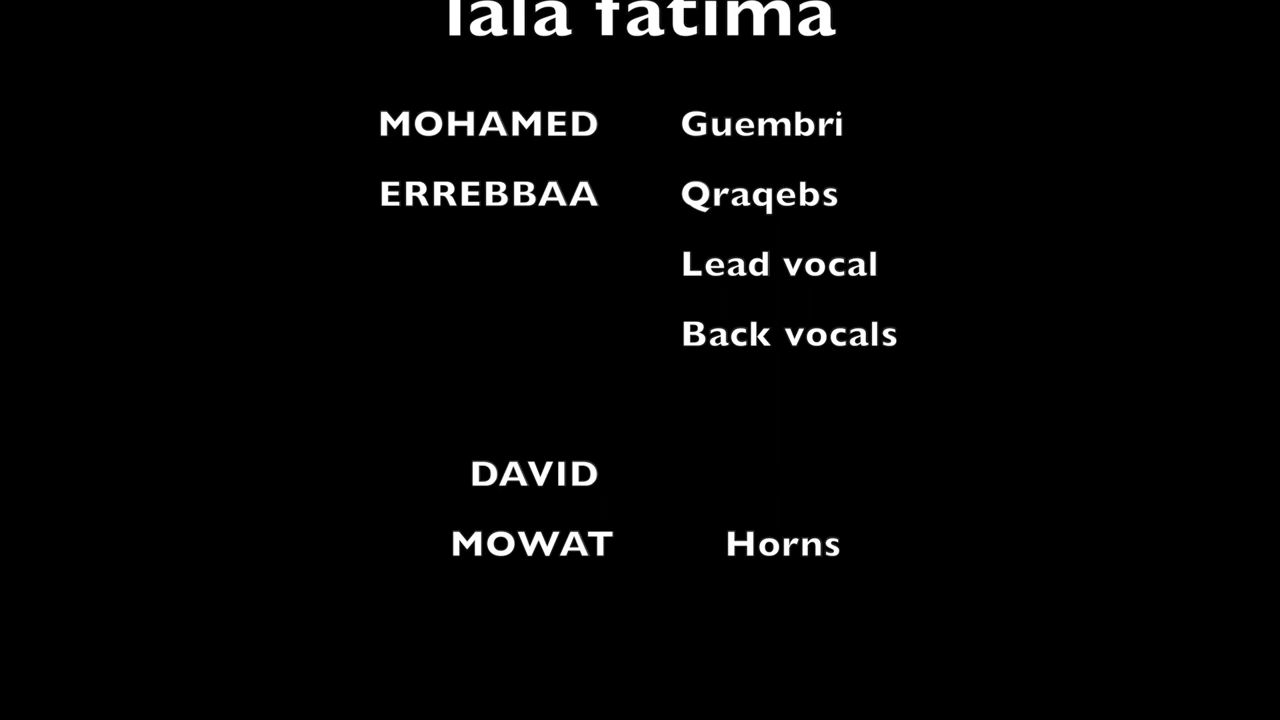 lala fatima
MOHAMED Guembri
ERREBBAA Qraqebs
Lead vocal
Back vocals
DAVID
MOWAT Horns